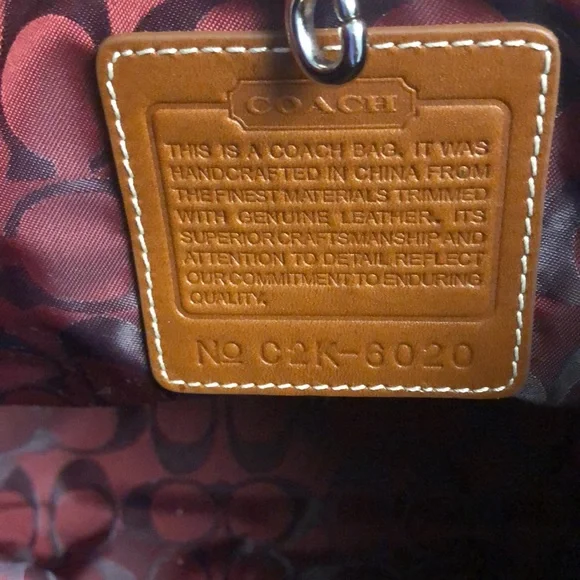 COACH
THIS IS A COACH BAG. IT WAS
HANDCRAFTED IN CHINA FROM
THE FINEST MATERIALS TRIMMED
WITH GENUINE LEATHER. ITS
SUPERIOR CRAFTSMANSHIP AND
ATTENTION TO DETAIL REFLECT
OUR COMMITMENT TO ENDURING
QUALITY.
No C2K-6020